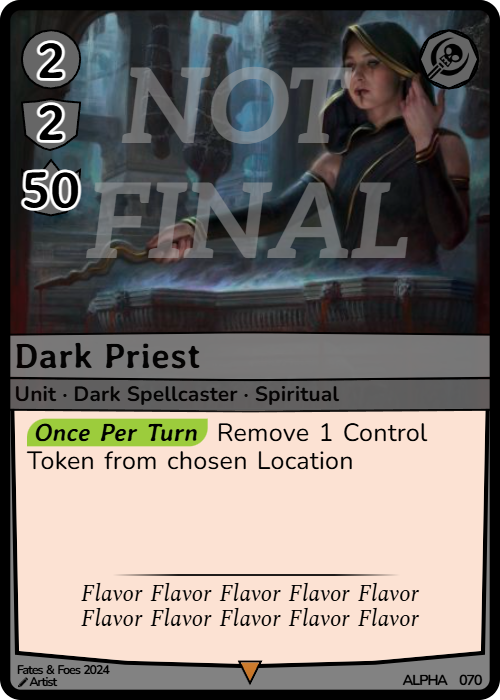 2
2
50
NOT
FINAL
Dark Priest
Unit · Dark Spellcaster · Spiritual
Once Per Turn Remove 1 Control
Token from chosen Location
Flavor Flavor Flavor Flavor Flavor
Flavor Flavor Flavor Flavor Flavor
Fates & Foes 2024
Artist
ALPHA 070